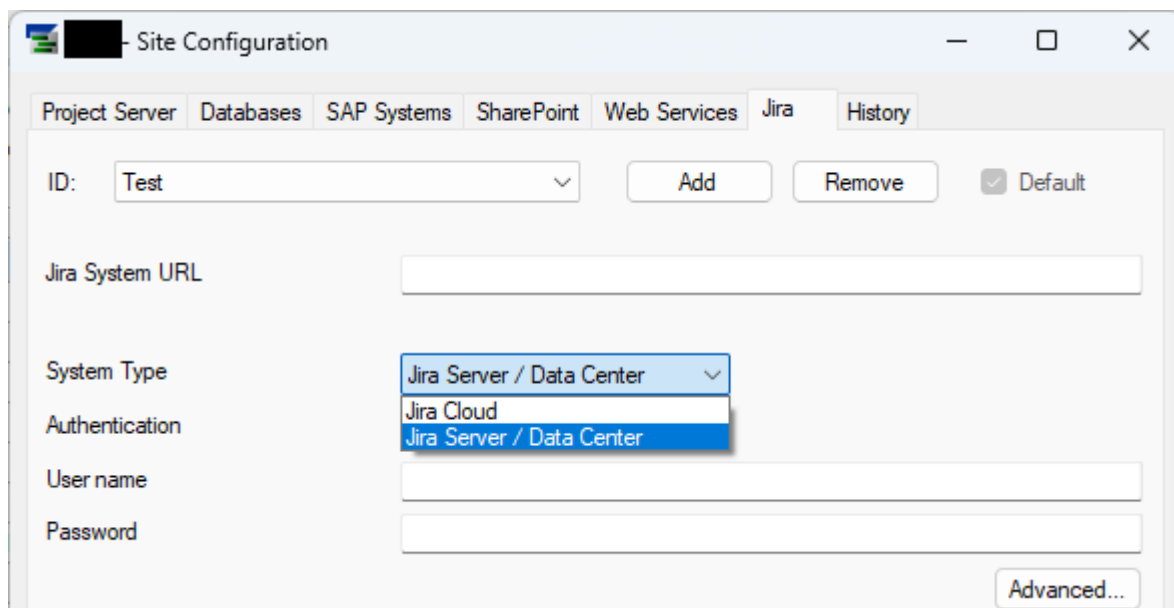 - Site Configuration
Project Server Databases SAP Systems SharePoint Web Services Jira History
ID: Test Add Remove Default
Jira System URL
System Type Jira Server / Data Center
Jira Cloud
Authentication Jira Server / Data Center
User name
Password
Advanced...